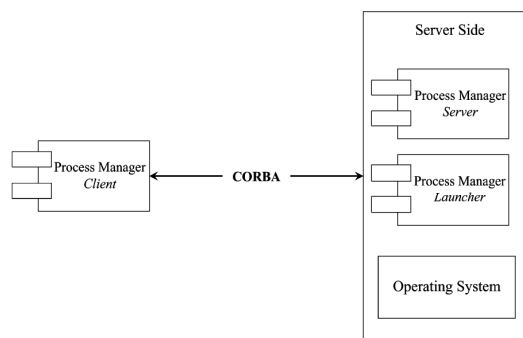 Server Side
Process Manager
Server
Process Manager
Client
CORBA
Process Manager
Launcher
Operating System